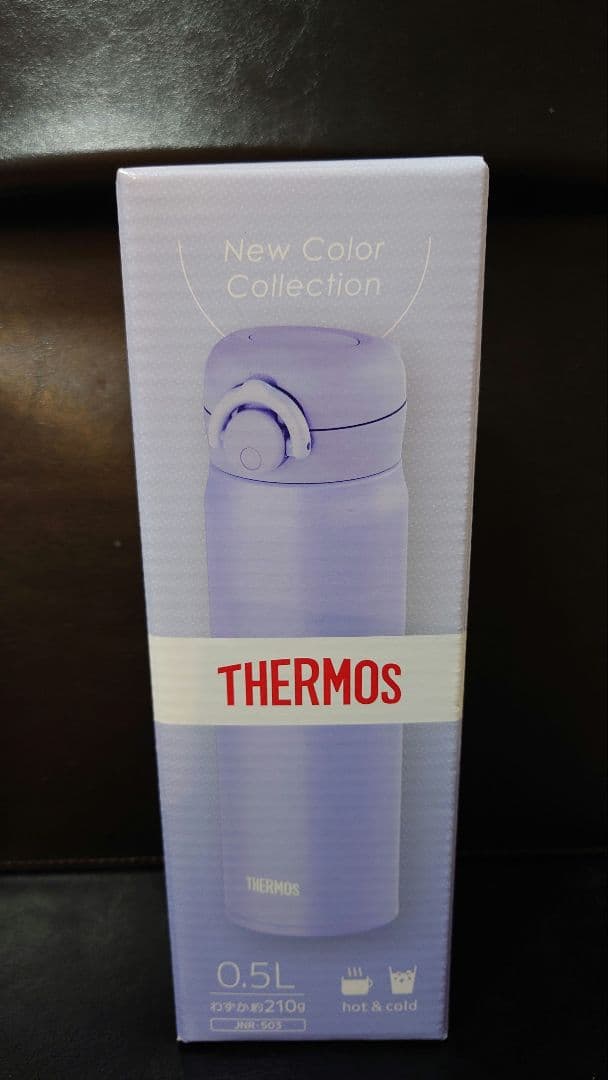 New Color
Collection
THERMOS
THERMOS
0.5L
わずか約210g
JNR-503
hot & cold